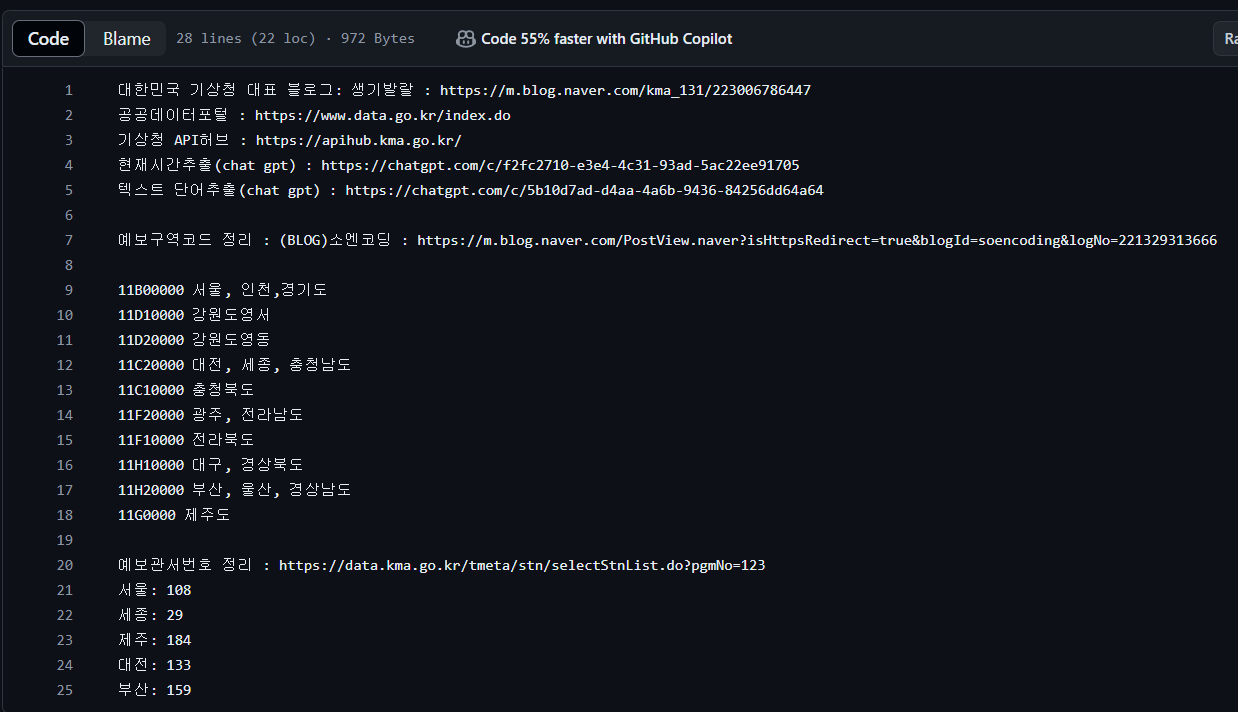 Code Blame 28 lines (22 loc) · 972 Bytes Code 55% faster with GitHub Copilot Ra
1 대한민국 기상청 대표 블로그: 생기발랄 : https://m.blog.naver.com/kma_131/223006786447
2 공공데이터포털 : https://www.data.go.kr/index.do
3 기상청 API허브 : https://apihub.kma.go.kr/
4 현재시간추출(chat gpt) : https://chatgpt.com/c/f2fc2710-e3e4-4c31-93ad-5ac22ee91705
5 텍스트 단어추출(chat gpt) : https://chatgpt.com/c/5b10d7ad-d4aa-4a6b-9436-84256dd64a64
6
7 예보구역코드 정리 : (BLOG)소엔코딩 : https://m.blog.naver.com/PostView.naver?isHttpsRedirect=true&blogId=soencoding&logNo=221329313666
8
9 11B00000 서울, 인천,경기도
10 11D10000 강원도영서
11 11D20000 강원도영동
12 11C20000 대전, 세종, 충청남도
13 11C10000 충청북도
14 11F20000 광주, 전라남도
15 11F10000 전라북도
16 11H10000 대구, 경상북도
17 11H20000 부산, 울산, 경상남도
18 11G0000 제주도
19
20 예보관서번호 정리 : https://data.kma.go.kr/tmeta/stn/selectStnList.do?pgmNo=123
21 서울: 108
22 세종: 29
23 제주: 184
24 대전: 133
25 부산: 159